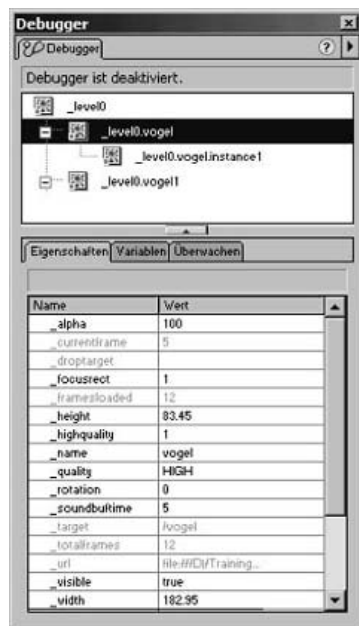 Debugger
Debugger
Debugger ist deaktiviert.
_level0
_level0.vogel
_level0.vogel.instance1
_level0.vogel1
Eigenschaften Variablen Überwachen
Name Wert
_alpha 100
_currentframe 5
_droptarget
_focusrect 1
_framesloaded 12
_height 83.45
_highquality 1
_name vogel
_quality HIGH
_rotation 0
_soundbuftime 5
_target /vogel
_totalframes 12
_url file:///D|/Training...
_visible true
_width 182.95